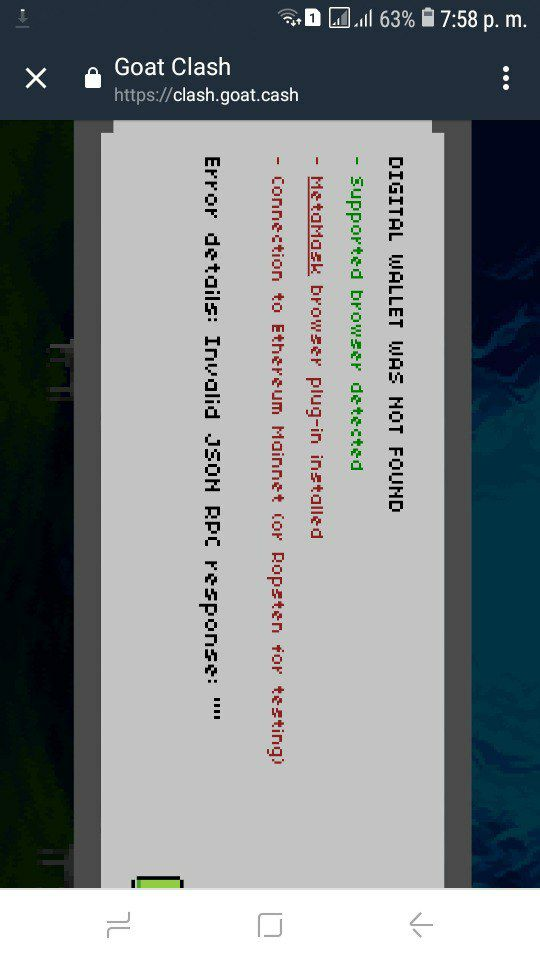 1 63% 7:58 p. m.
Goat Clash
https://clash.goat.cash
DIGITAL WALLET WAS NOT FOUND
- Supported browser detected
- MetaMask browser plug-in installed
- Connection to Ethereum Mainnet (or Ropsten for testing)
Error details: Invalid JSON RPC response: ""